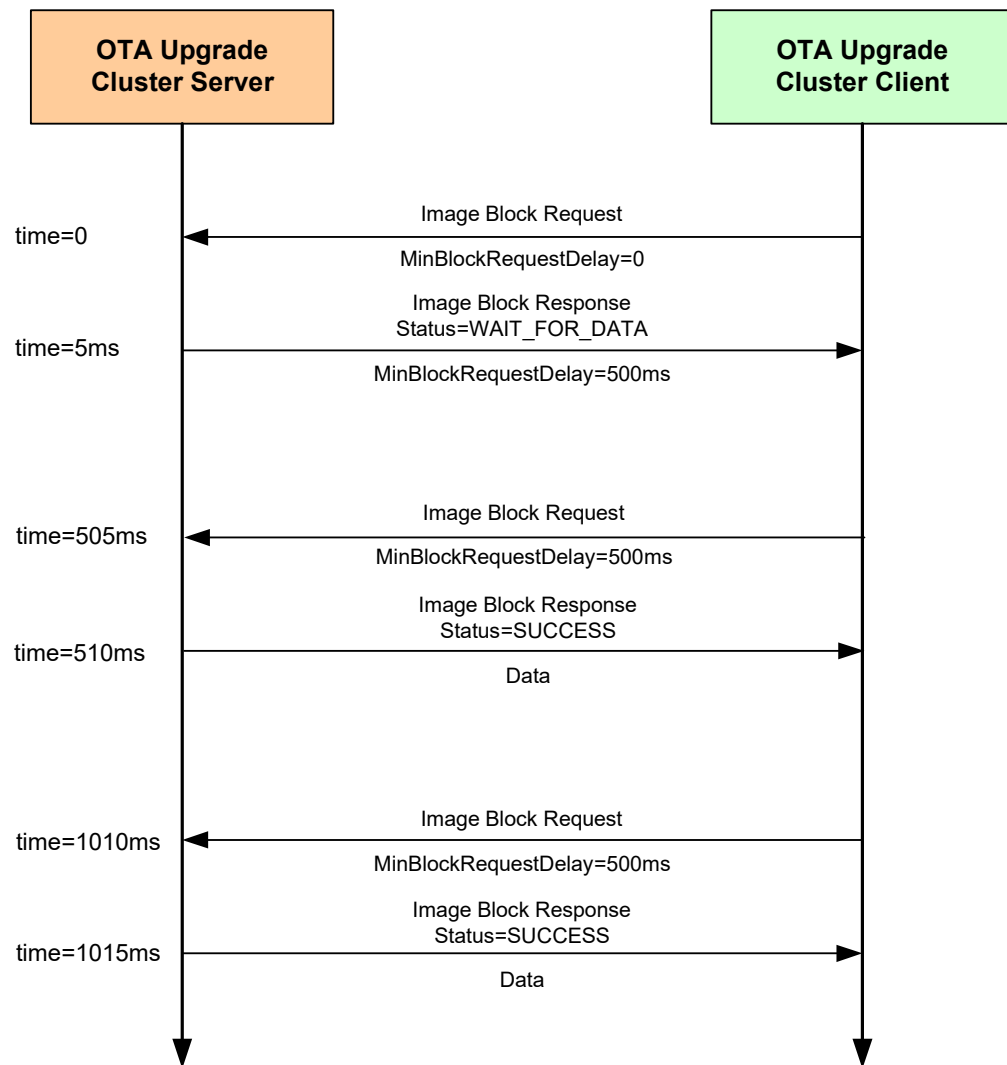 OTA Upgrade
Cluster Server
OTA Upgrade
Cluster Client
Image Block Request
time=0
MinBlockRequestDelay=0
Image Block Response
Status=WAIT_FOR_DATA
time=5ms
MinBlockRequestDelay=500ms
Image Block Request
time=505ms
MinBlockRequestDelay=500ms
Image Block Response
Status=SUCCESS
time=510ms
Data
Image Block Request
time=1010ms
MinBlockRequestDelay=500ms
Image Block Response
Status=SUCCESS
time=1015ms
Data